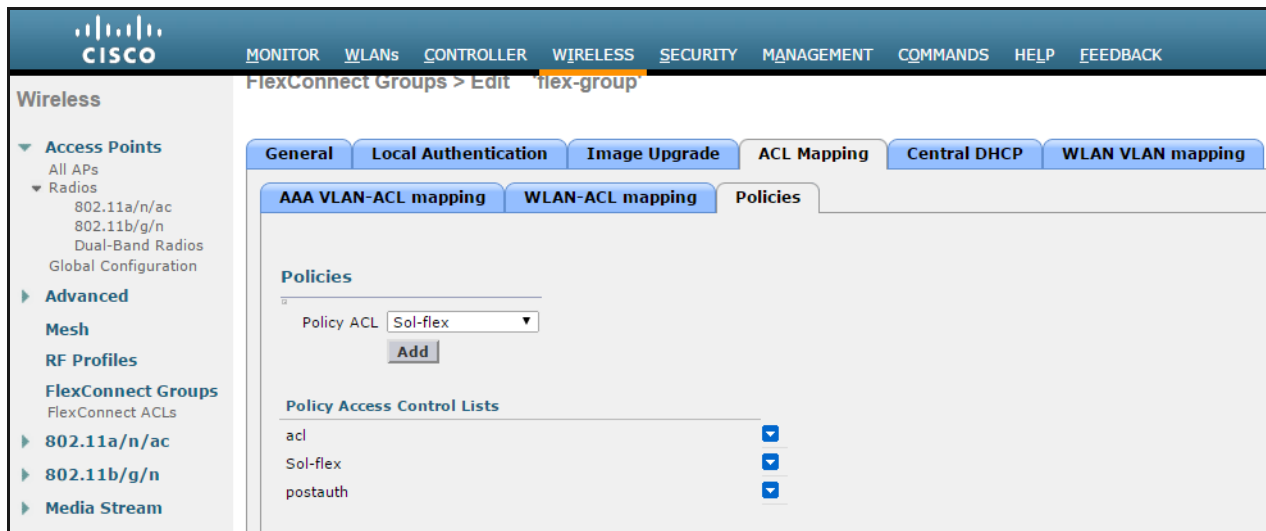 CISCO
MONITOR WLANs CONTROLLER WIRELESS SECURITY MANAGEMENT COMMANDS HELP FEEDBACK
Wireless
FlexConnect Groups > Edit 'flex-group'
Access Points
All APs
Radios
802.11a/n/ac
802.11b/g/n
Dual-Band Radios
Global Configuration
Advanced
Mesh
RF Profiles
FlexConnect Groups
FlexConnect ACLs
802.11a/n/ac
802.11b/g/n
Media Stream
General Local Authentication Image Upgrade ACL Mapping Central DHCP WLAN VLAN mapping
AAA VLAN-ACL mapping WLAN-ACL mapping Policies
Policies
Policy ACL Sol-flex
Add
Policy Access Control Lists
acl
Sol-flex
postauth